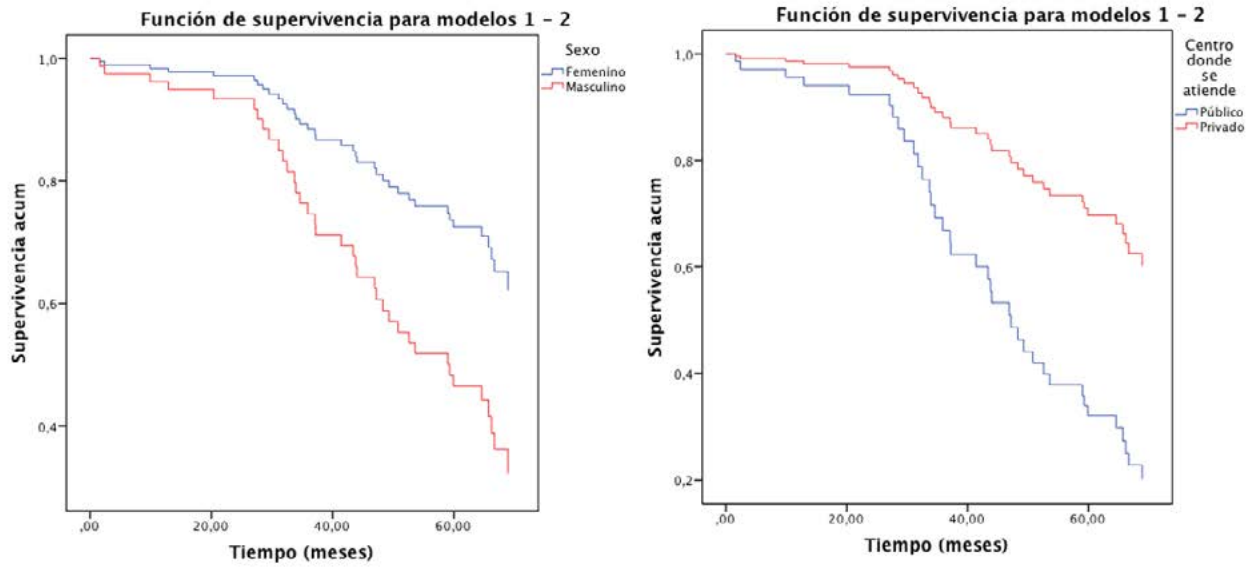 Función de supervivencia para modelos 1 – 2
Sexo
Femenino
Masculino
1,0
0,8
0,6
0,4
,00
20,00
40,00
60,00
Supervivencia acum
Tiempo (meses)
Función de supervivencia para modelos 1 – 2
Centro
donde
se
atiende
Público
Privado
1,0
0,8
0,6
0,4
0,2
,00
20,00
40,00
60,00
Supervivencia acum
Tiempo (meses)